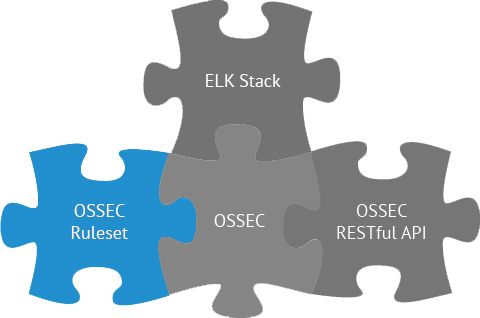 ELK Stack
OSSEC
Ruleset
OSSEC
OSSEC
RESTful API